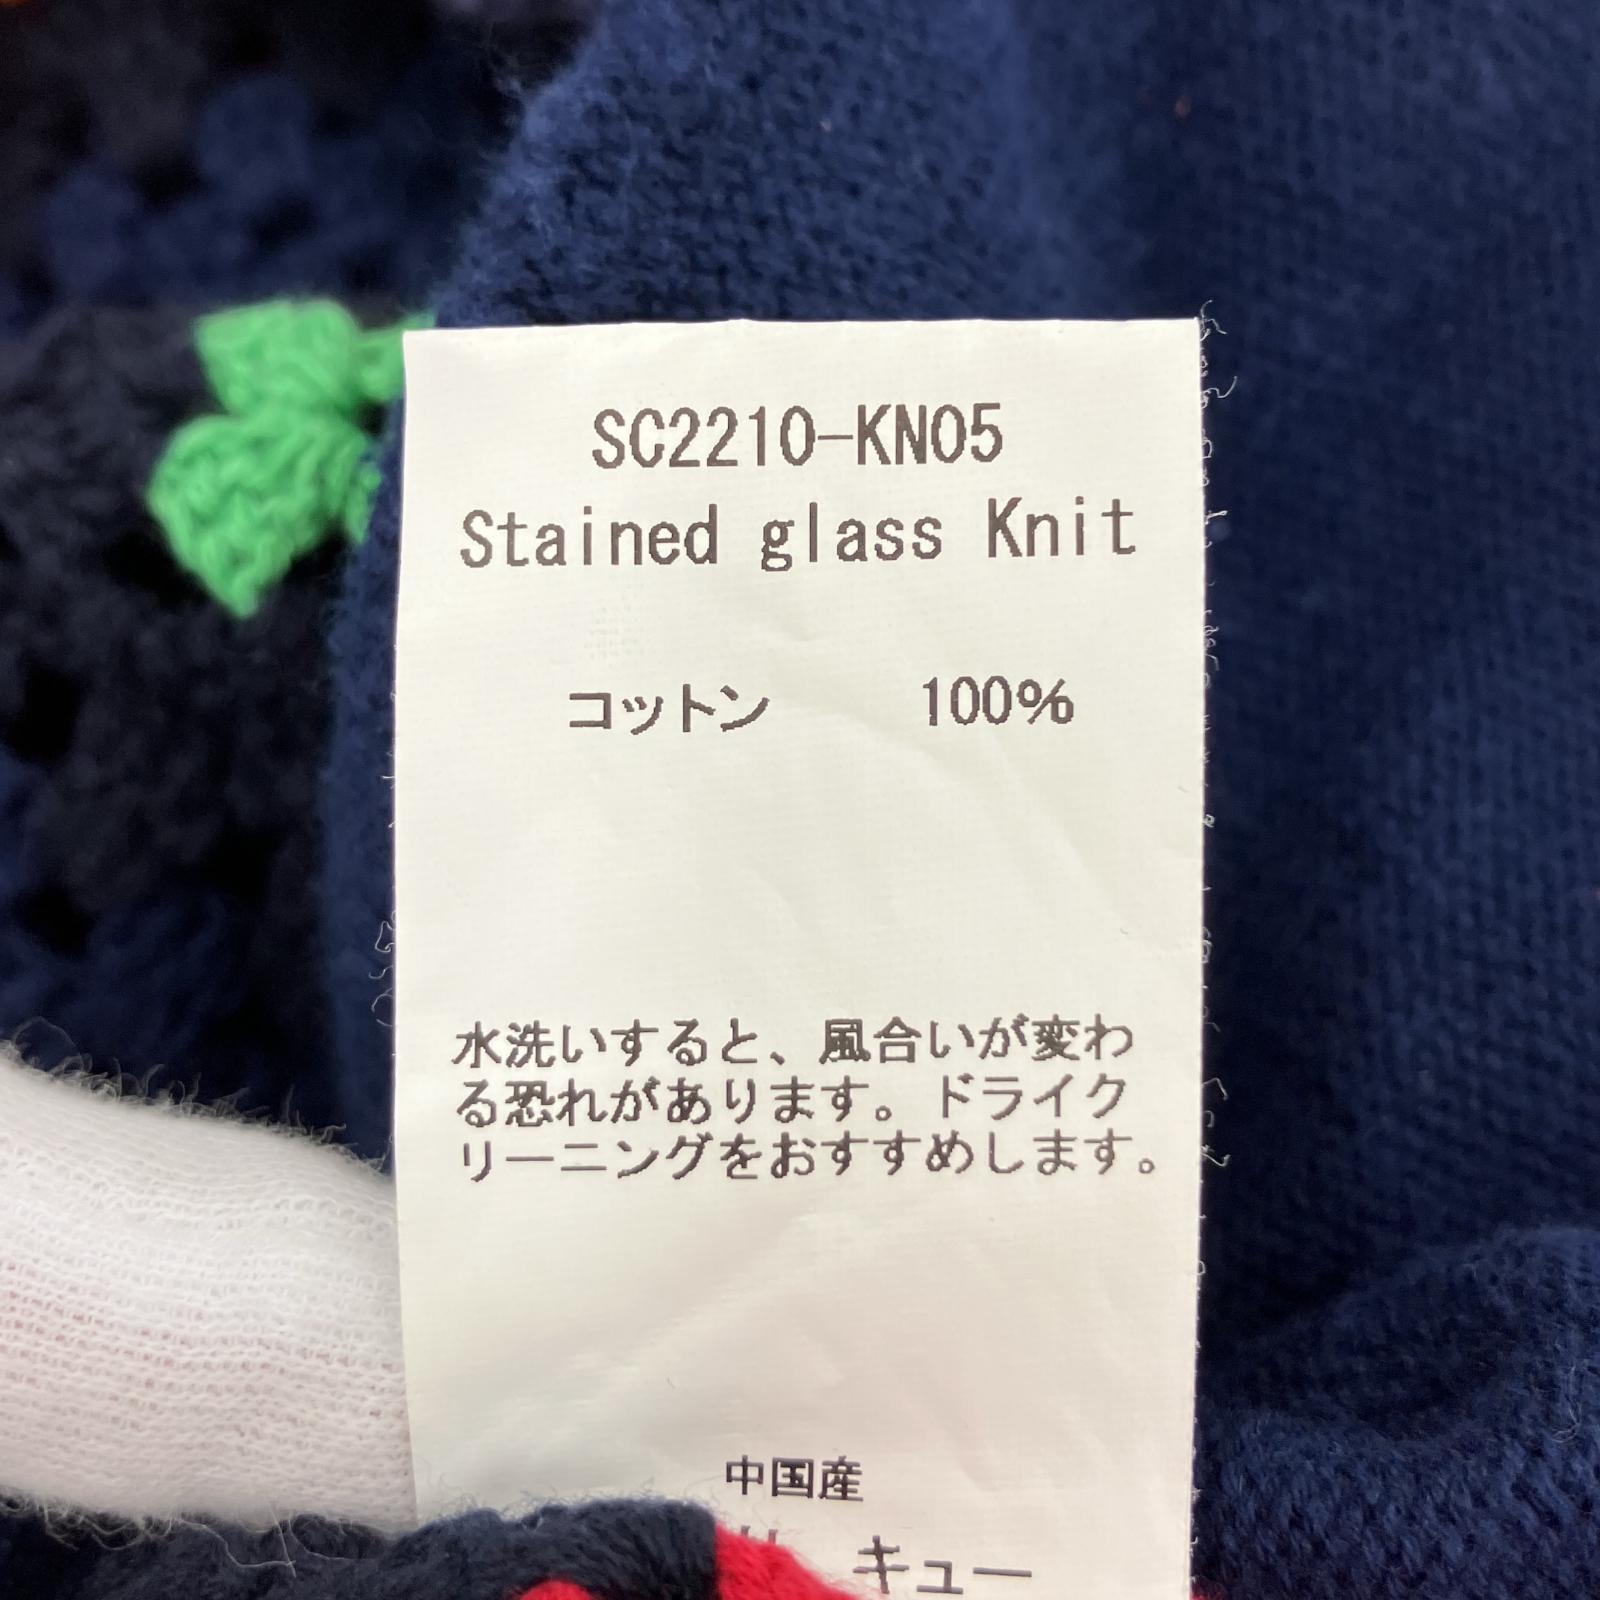 SC2210-KN05
Stained glass Knit
コットン 100%
水洗いすると、風合いが変わ
る恐れがあります。ドライク
リーニングをおすすめします。
中国産
キュー